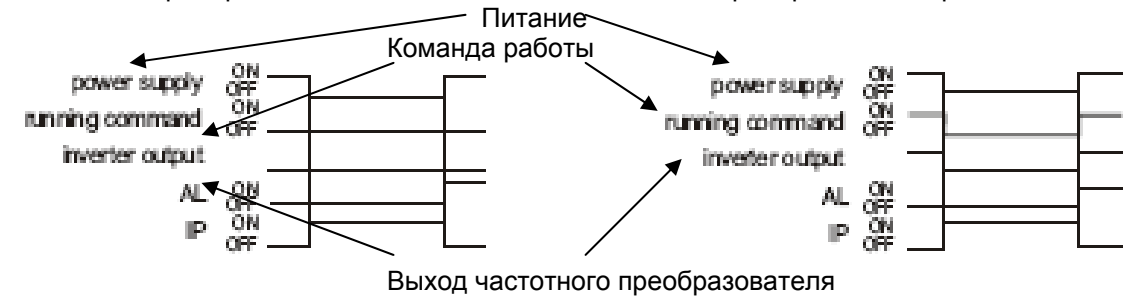 Питание
Команда работы
power supply ON OFF
running command ON OFF
inverter output
AL ON OFF
IP ON OFF
power supply ON OFF
running command ON OFF
inverter output
AL ON OFF
IP ON OFF
Выход частотного преобразователя